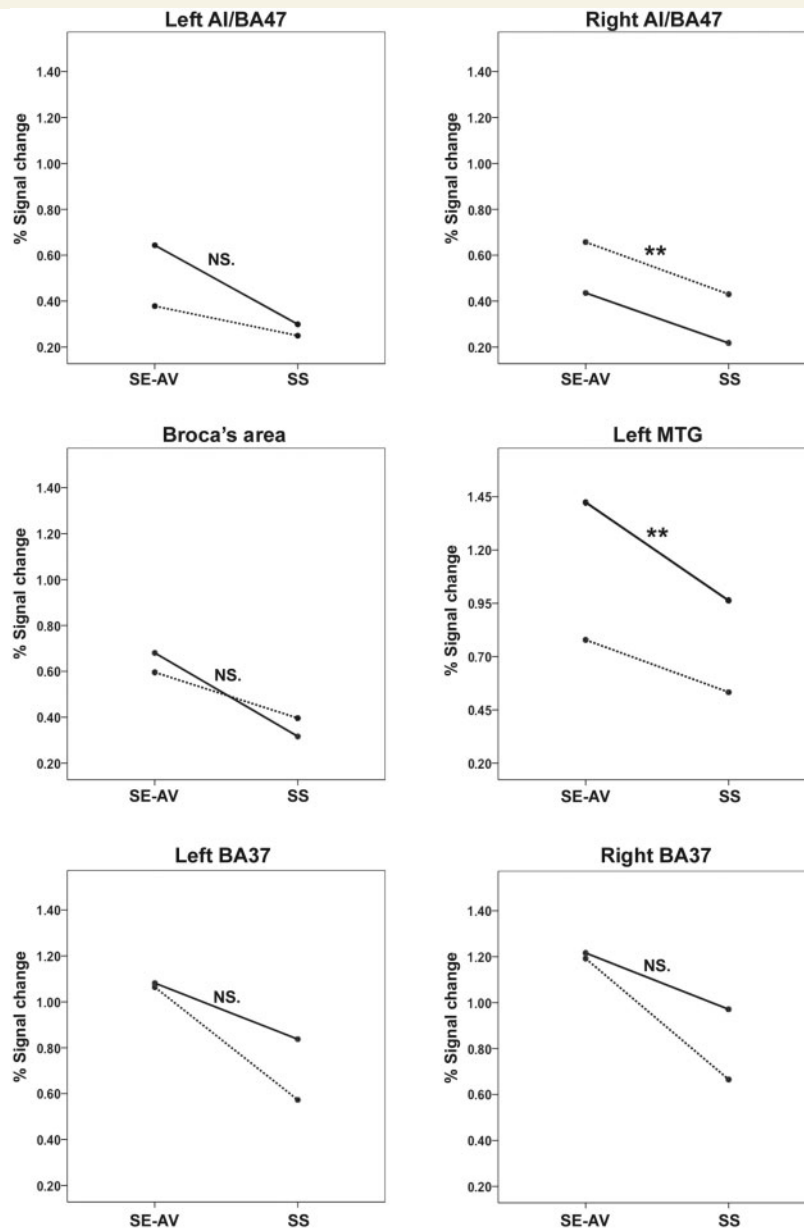 Left AI/BA47
% Signal change
1.40
1.20
1.00
0.80
0.60
0.40
0.20
NS.
SE-AV SS
Right AI/BA47
% Signal change
1.40
1.20
1.00
0.80
0.60
0.40
0.20
**
SE-AV SS
Broca's area
% Signal change
1.40
1.20
1.00
0.80
0.60
0.40
0.20
NS.
SE-AV SS
Left MTG
% Signal change
1.45
1.20
0.95
0.70
0.45
0.20
**
SE-AV SS
Left BA37
% Signal change
1.40
1.20
1.00
0.80
0.60
0.40
0.20
NS.
SE-AV SS
Right BA37
% Signal change
1.40
1.20
1.00
0.80
0.60
0.40
0.20
NS.
SE-AV SS